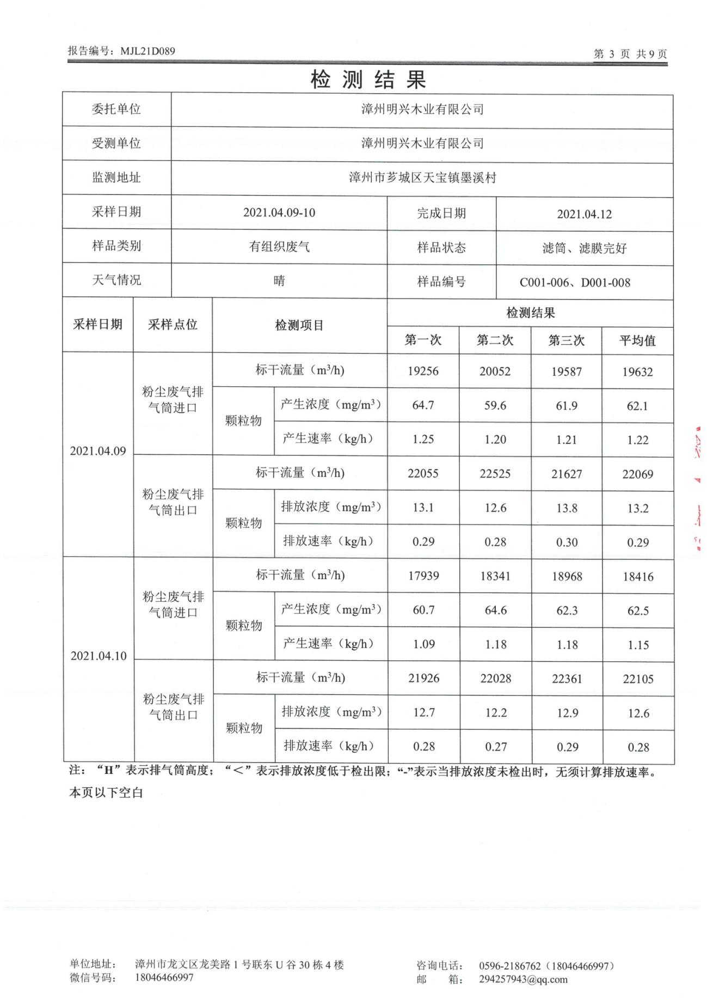 报告编号：MJL21D089
第 3 页 共9页
检测结果
委托单位 漳州明兴木业有限公司
受测单位 漳州明兴木业有限公司
监测地址 漳州市芗城区天宝镇墨溪村
采样日期 2021.04.09-10 完成日期 2021.04.12
样品类别 有组织废气 样品状态 滤筒、滤膜完好
天气情况 晴 样品编号 C001-006、D001-008
采样日期 采样点位 检测项目 检测结果
第一次 第二次 第三次 平均值
2021.04.09
粉尘废气排
气筒进口
标干流量（m³/h) 19256 20052 19587 19632
颗粒物
产生浓度（mg/m³） 64.7 59.6 61.9 62.1
产生速率（kg/h） 1.25 1.20 1.21 1.22
粉尘废气排
气筒出口
标干流量（m³/h) 22055 22525 21627 22069
颗粒物
排放浓度（mg/m³） 13.1 12.6 13.8 13.2
排放速率（kg/h） 0.29 0.28 0.30 0.29
2021.04.10
粉尘废气排
气筒进口
标干流量（m³/h) 17939 18341 18968 18416
颗粒物
产生浓度（mg/m³） 60.7 64.6 62.3 62.5
产生速率（kg/h） 1.09 1.18 1.18 1.15
粉尘废气排
气筒出口
标干流量（m³/h) 21926 22028 22361 22105
颗粒物
排放浓度（mg/m³） 12.7 12.2 12.9 12.6
排放速率（kg/h） 0.28 0.27 0.29 0.28
注：“H”表示排气筒高度；“＜”表示排放浓度低于检出限；“-”表示当排放浓度未检出时，无须计算排放速率。
本页以下空白
单位地址： 漳州市龙文区龙美路 1 号联东 U 谷 30 栋 4 楼
咨询电话： 0596-2186762（18046466997）
微信号码： 18046466997
邮 箱： 294257943@qq.com